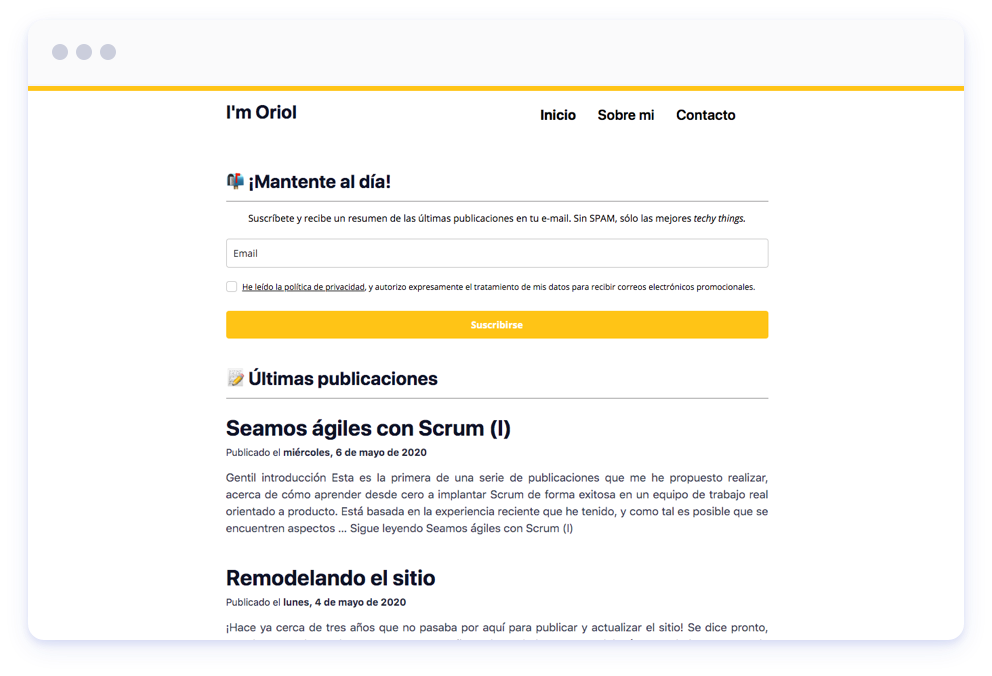 I'm Oriol
Inicio Sobre mi Contacto
¡Mantente al día!
Suscríbete y recibe un resumen de las últimas publicaciones en tu e-mail. Sin SPAM, sólo las mejores techy things.
Email
He leído la política de privacidad, y autorizo expresamente el tratamiento de mis datos para recibir correos electrónicos promocionales.
Suscribirse
Últimas publicaciones
Seamos ágiles con Scrum (I)
Publicado el miércoles, 6 de mayo de 2020
Gentil introducción Esta es la primera de una serie de publicaciones que me he propuesto realizar,
acerca de cómo aprender desde cero a implantar Scrum de forma exitosa en un equipo de trabajo real
orientado a producto. Está basada en la experiencia reciente que he tenido, y como tal es posible que se
encuentren aspectos ... Sigue leyendo Seamos ágiles con Scrum (I)
Remodelando el sitio
Publicado el lunes, 4 de mayo de 2020
¡Hace ya cerca de tres años que no pasaba por aquí para publicar y actualizar el sitio! Se dice pronto,